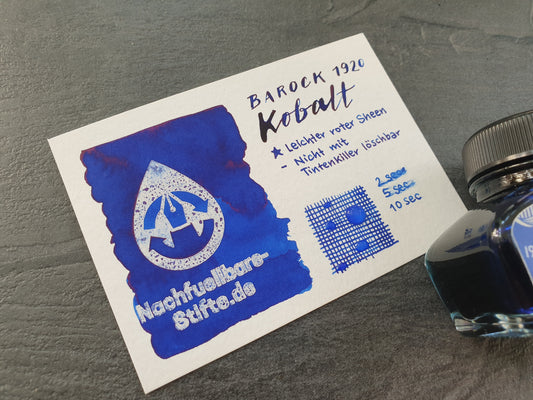 BAROCK 1920
Kobalt
★ Leichter roter Sheen
- Nicht mit
Tintenkiller löschbar
2 sec
5 sec
10 sec
Nachfuellbare-
Stifte.de